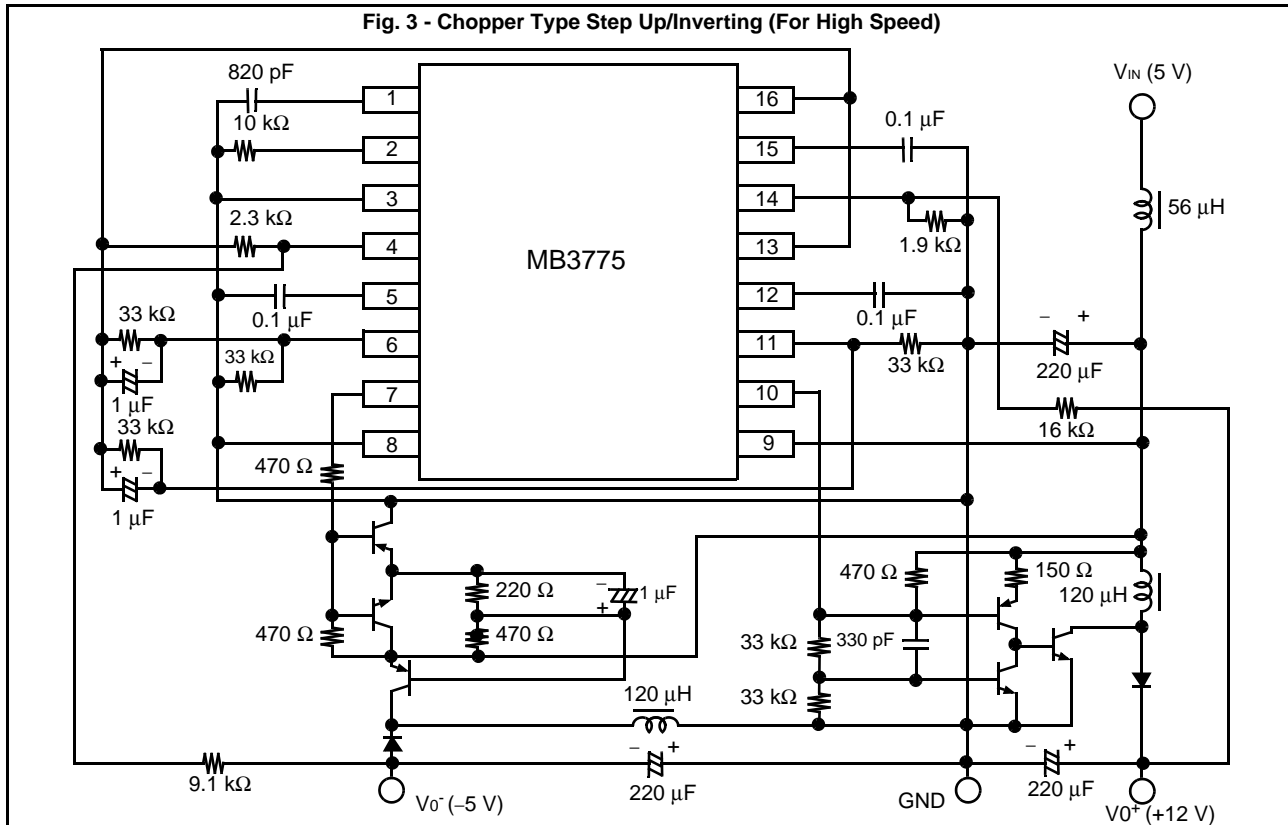 Fig. 3 - Chopper Type Step Up/Inverting (For High Speed)
820 pF
10 kΩ
2.3 kΩ
33 kΩ
0.1 μF
33 kΩ
+ −
1 μF
33 kΩ
+ −
1 μF
1
2
3
4
5
6
7
8
MB3775
16
15
14
13
12
11
10
9
0.1 μF
1.9 kΩ
0.1 μF
33 kΩ
VIN (5 V)
56 μH
− +
220 μF
16 kΩ
470 Ω
470 Ω
220 Ω
470 Ω
−
+
1 μF
470 Ω
150 Ω
120 μH
33 kΩ
330 pF
33 kΩ
120 μH
9.1 kΩ
V0- (−5 V)
− +
220 μF
GND
− +
220 μF
V0+ (+12 V)